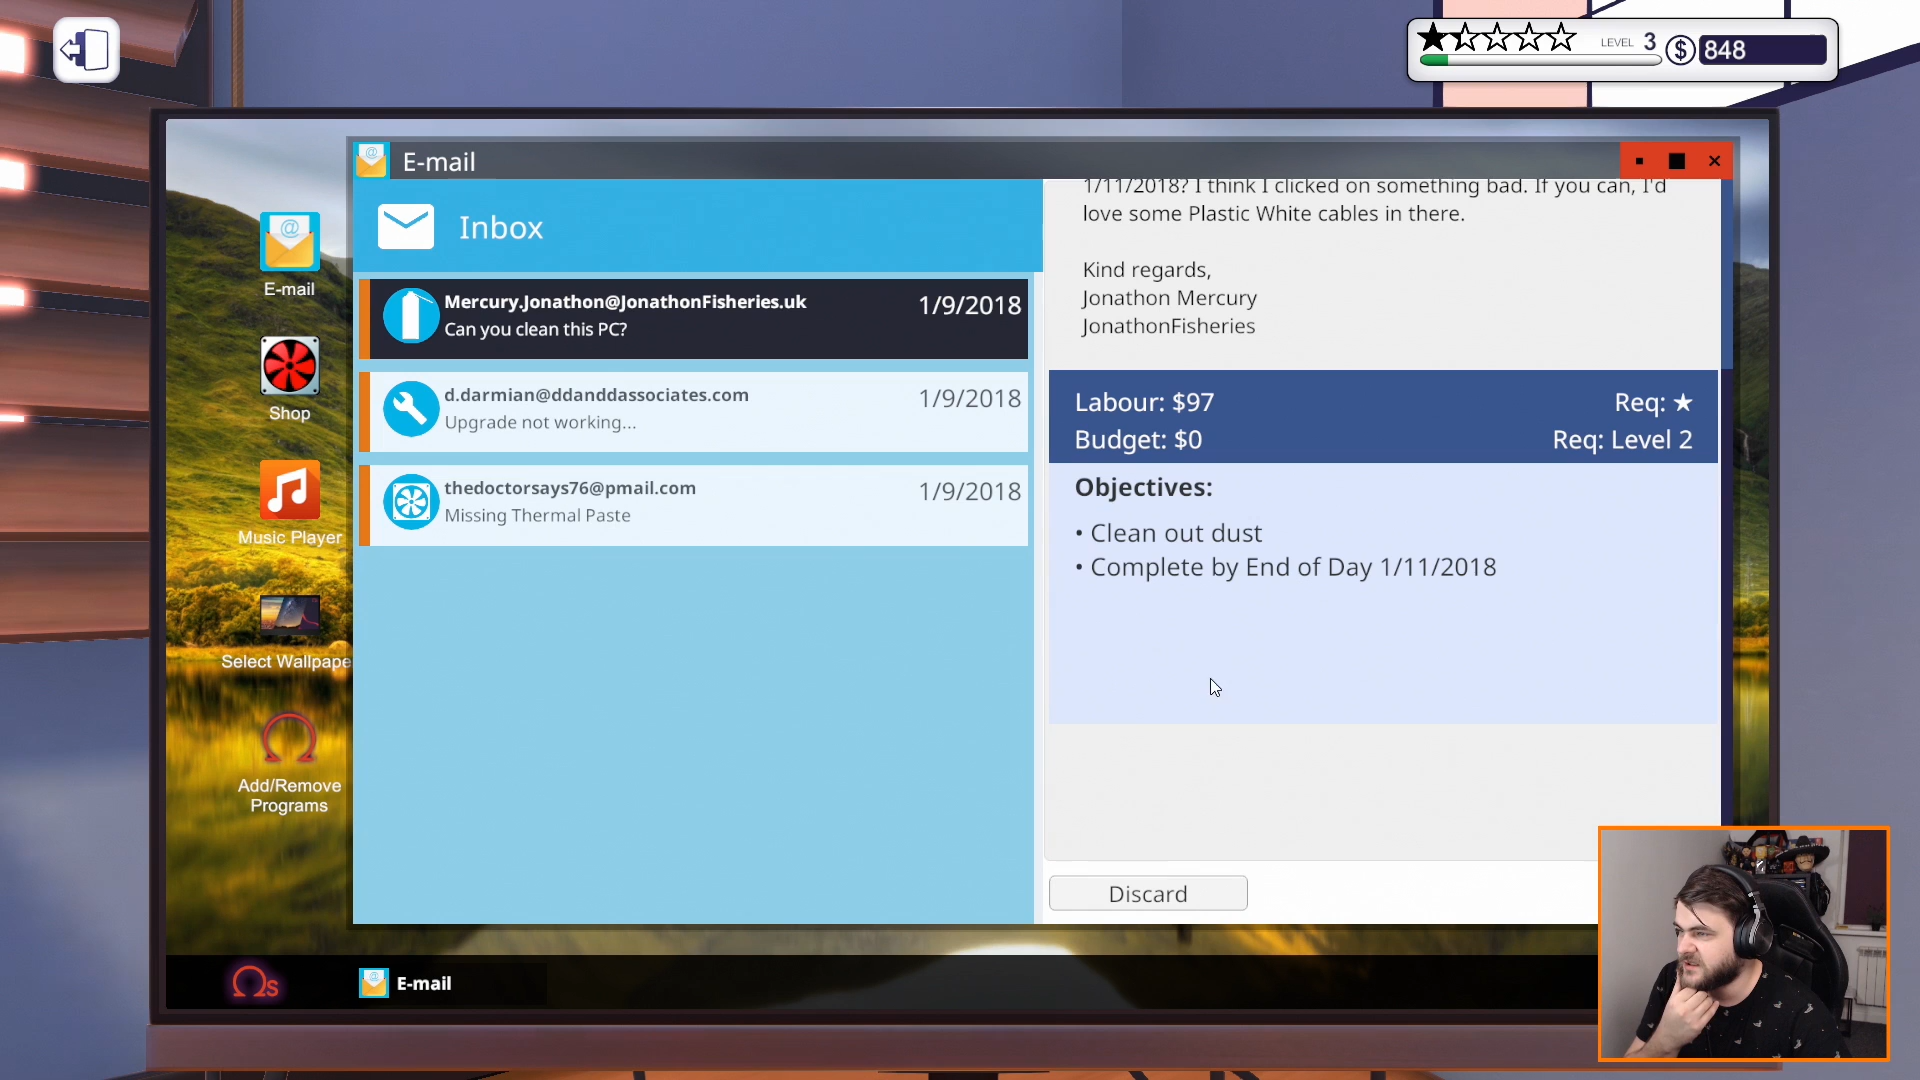 LEVEL 3 $ 848
E-mail
Inbox
Mercury.Jonathon@JonathonFisheries.uk 1/9/2018
Can you clean this PC?
d.darmian@ddanddassociates.com 1/9/2018
Upgrade not working...
thedoctorsays76@pmail.com 1/9/2018
Missing Thermal Paste
1/11/2018? I think I clicked on something bad. If you can, I'd
love some Plastic White cables in there.
Kind regards,
Jonathon Mercury
JonathonFisheries
Labour: $97 Req: ★
Budget: $0 Req: Level 2
Objectives:
• Clean out dust
• Complete by End of Day 1/11/2018
Discard
E-mail
Shop
Music Player
Select Wallpape
Add/Remove
Programs
Ωs E-mail